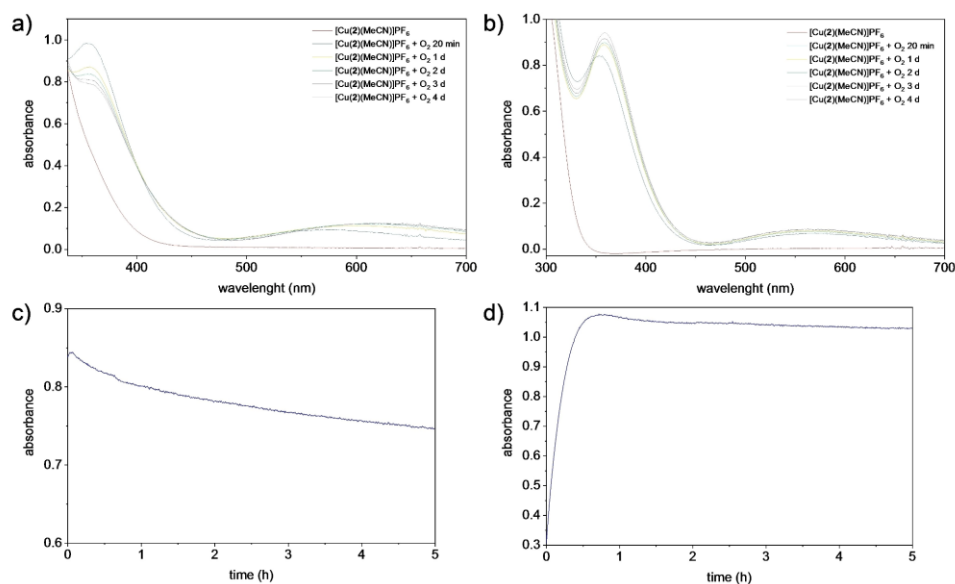 a)
[Cu(2)(MeCN)]PF₆
[Cu(2)(MeCN)]PF₆ + O₂ 20 min
[Cu(2)(MeCN)]PF₆ + O₂ 1 d
[Cu(2)(MeCN)]PF₆ + O₂ 2 d
[Cu(2)(MeCN)]PF₆ + O₂ 3 d
[Cu(2)(MeCN)]PF₆ + O₂ 4 d
absorbance
1.0
0.8
0.6
0.4
0.2
0.0
400 500 600 700
wavelenght (nm)
b)
[Cu(2)(MeCN)]PF₆
[Cu(2)(MeCN)]PF₆ + O₂ 20 min
[Cu(2)(MeCN)]PF₆ + O₂ 1 d
[Cu(2)(MeCN)]PF₆ + O₂ 2 d
[Cu(2)(MeCN)]PF₆ + O₂ 3 d
[Cu(2)(MeCN)]PF₆ + O₂ 4 d
absorbance
1.0
0.8
0.6
0.4
0.2
0.0
300 400 500 600 700
wavelenght (nm)
c)
absorbance
0.9
0.8
0.7
0.6
0 1 2 3 4 5
time (h)
d)
absorbance
1.1
1.0
0.9
0.8
0.7
0.6
0.5
0.4
0.3
0 1 2 3 4 5
time (h)